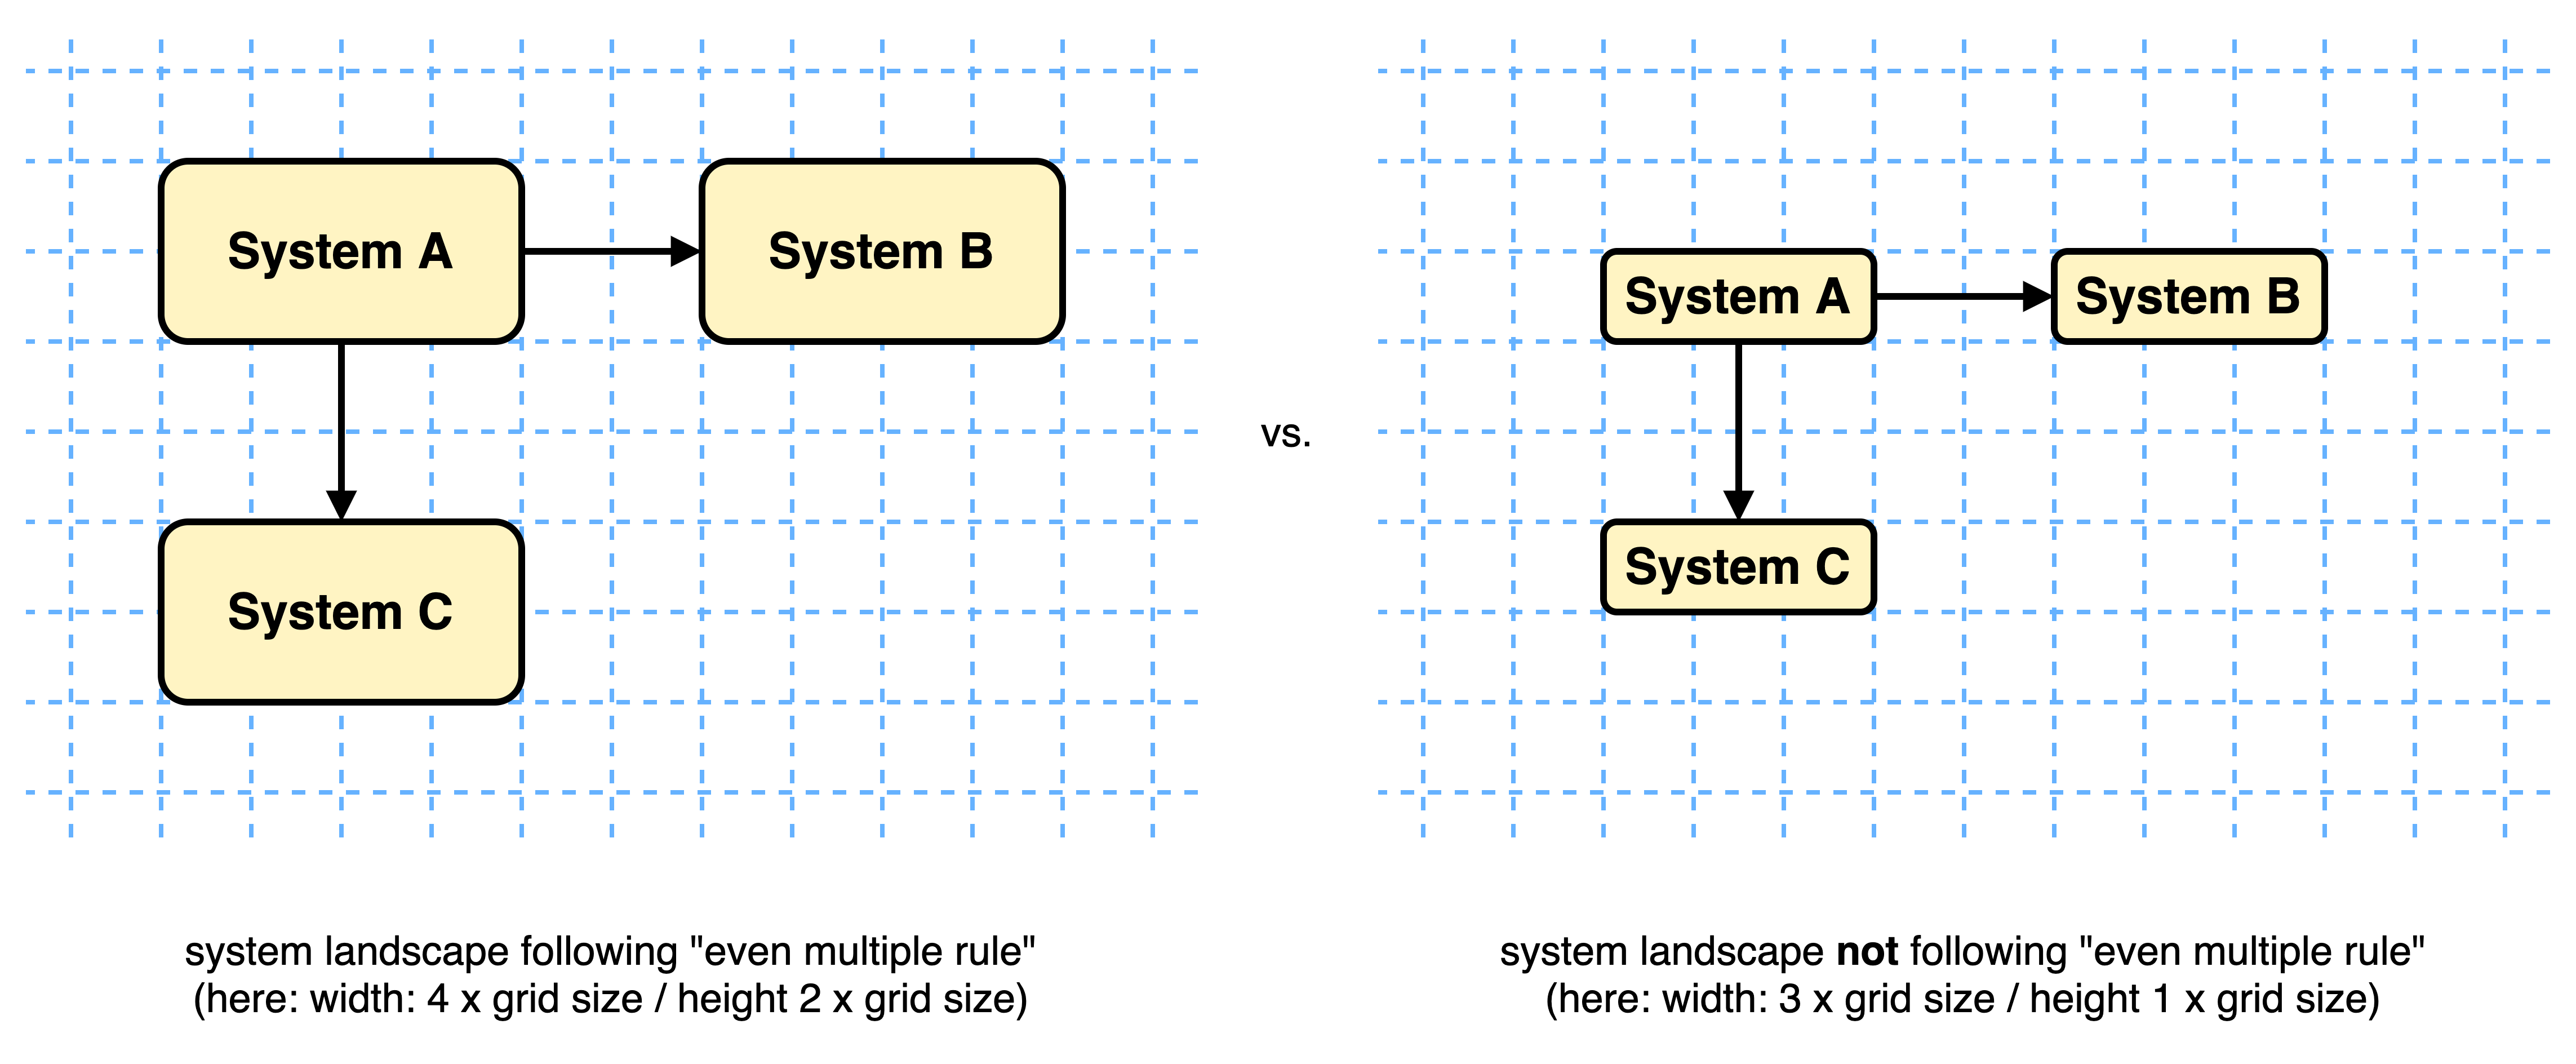 System A
System B
System C
vs.
System A
System B
System C
system landscape following "even multiple rule"
(here: width: 4 x grid size / height 2 x grid size)
system landscape not following "even multiple rule"
(here: width: 3 x grid size / height 1 x grid size)